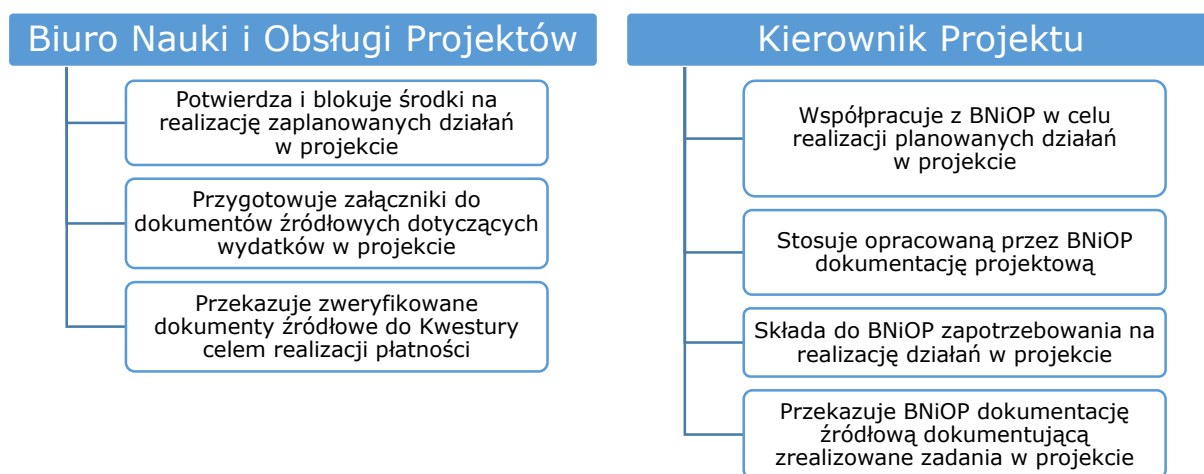 Biuro Nauki i Obsługi Projektów
Potwierdza i blokuje środki na
realizację zaplanowanych działań
w projekcie
Przygotowuje załączniki do
dokumentów źródłowych dotyczących
wydatków w projekcie
Przekazuje zweryfikowane
dokumenty źródłowe do Kwestury
celem realizacji płatności
Kierownik Projektu
Współpracuje z BNiOP w celu
realizacji planowanych działań
w projekcie
Stosuje opracowaną przez BNiOP
dokumentację projektową
Składa do BNiOP zapotrzebowania na
realizację działań w projekcie
Przekazuje BNiOP dokumentację
źródłową dokumentującą
zrealizowane zadania w projekcie